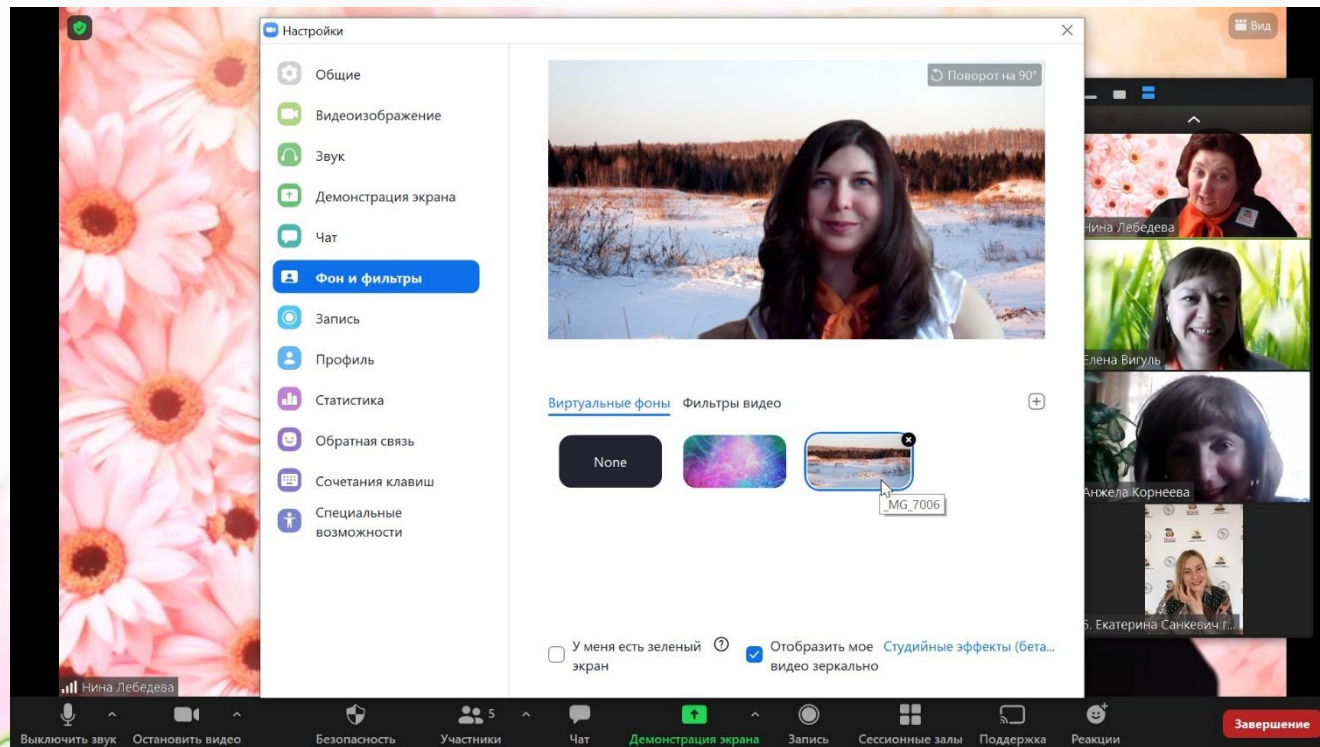 Настройки
Вид
Общие
Видеоизображение
Звук
Демонстрация экрана
Чат
Фон и фильтры
Запись
Профиль
Статистика
Обратная связь
Сочетания клавиш
Специальные
возможности
Поворот на 90°
Виртуальные фоны Фильтры видео
None
_MG_7006
У меня есть зеленый
экран
Отобразить мое
видео зеркально
Студийные эффекты (бета...
Нина Лебедева
Елена Вигуль
Анжела Корнеева
Б. Екатерина Санкевич г...
Нина Лебедева
Выключить звук
Остановить видео
Безопасность
Участники
5
Чат
Демонстрация экрана
Запись
Сессионные залы
Поддержка
Реакции
Завершение